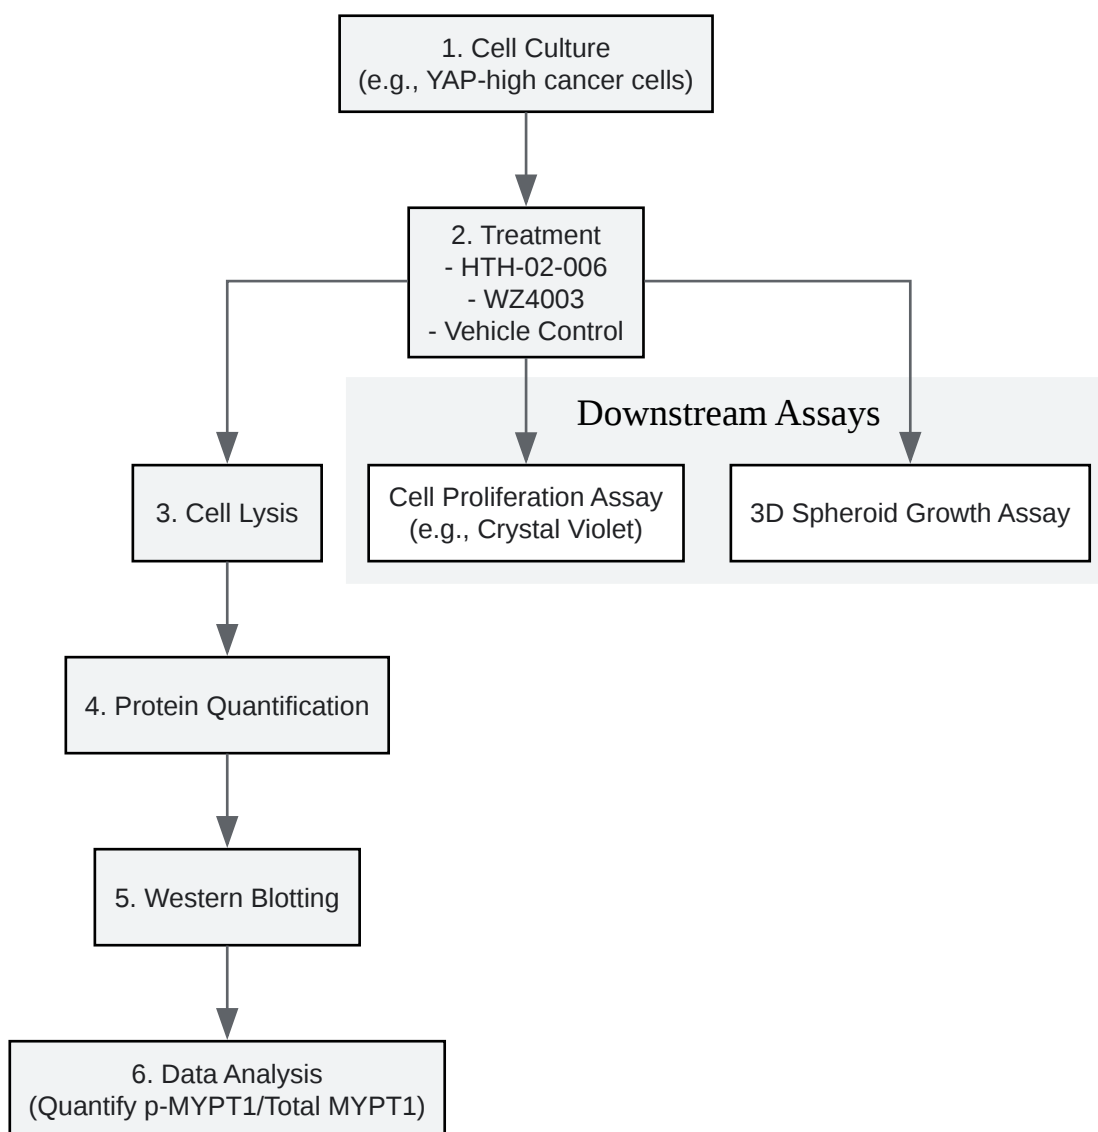 1. Cell Culture
(e.g., YAP-high cancer cells)
2. Treatment
- HTH-02-006
- WZ4003
- Vehicle Control
Downstream Assays
3. Cell Lysis
Cell Proliferation Assay
(e.g., Crystal Violet)
3D Spheroid Growth Assay
4. Protein Quantification
5. Western Blotting
6. Data Analysis
(Quantify p-MYPT1/Total MYPT1)